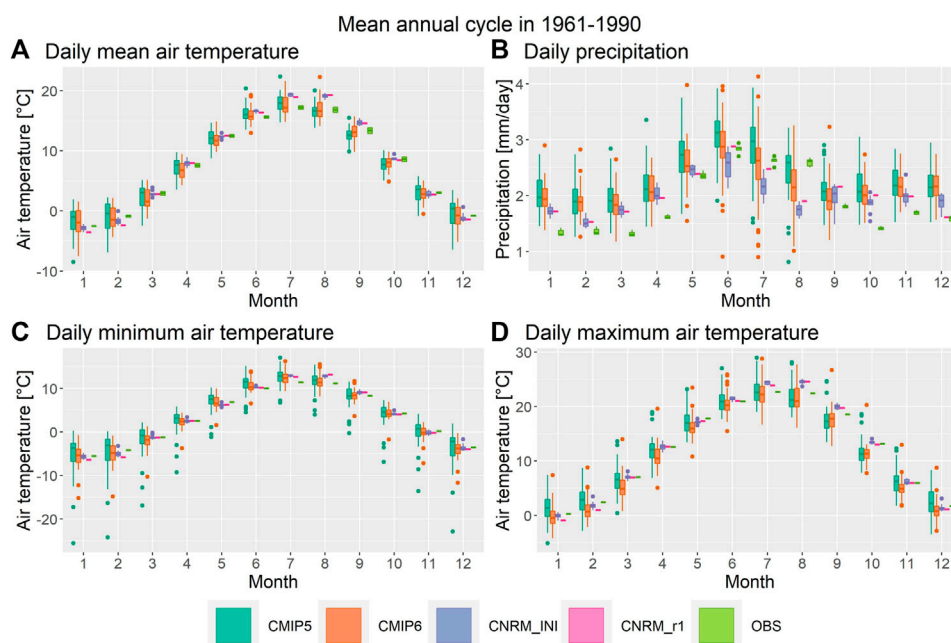 Mean annual cycle in 1961-1990
A Daily mean air temperature
B Daily precipitation
Air temperature [°C]
20
10
0
-10
1 2 3 4 5 6 7 8 9 10 11 12
Month
Precipitation [mm/day]
4
3
2
1
1 2 3 4 5 6 7 8 9 10 11 12
Month
C Daily minimum air temperature
D Daily maximum air temperature
Air temperature [°C]
10
0
-10
-20
1 2 3 4 5 6 7 8 9 10 11 12
Month
Air temperature [°C]
30
20
10
0
1 2 3 4 5 6 7 8 9 10 11 12
Month
CMIP5 CMIP6 CNRM_INI CNRM_r1 OBS